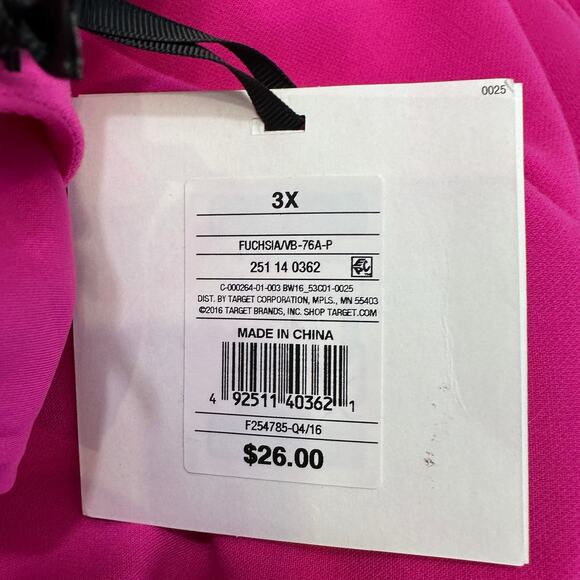 0025
3X
FUCHSIA/VB-76A-P
251 14 0362
C-000264-01-003 BW16_53C01-0025
DIST. BY TARGET CORPORATION, MPLS., MN 55403
©2016 TARGET BRANDS, INC. SHOP TARGET.COM
MADE IN CHINA
4 92511 40362 1
F254785-Q4/16
$26.00